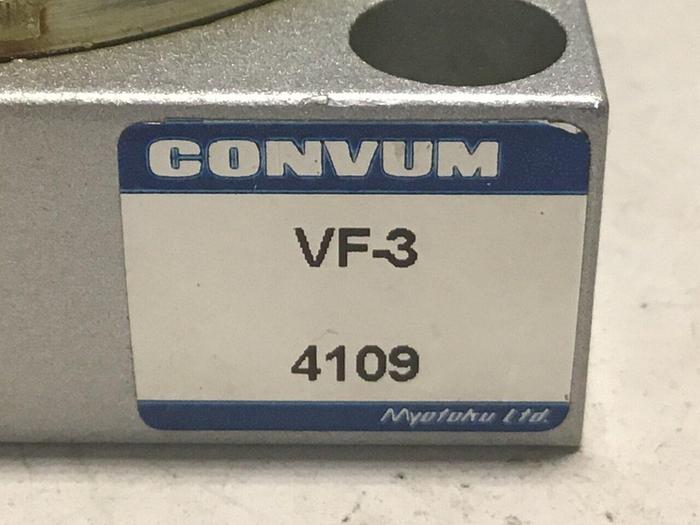 CONVUM
VF-3
4109
Myotoku Ltd.